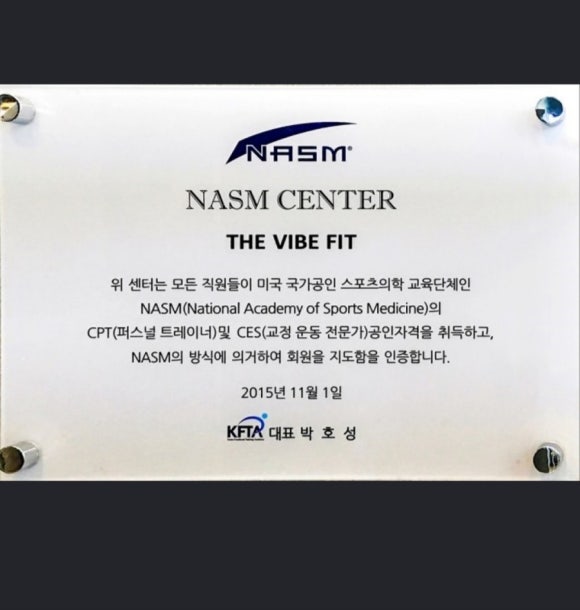 NASM®
NASM CENTER
THE VIBE FIT
위 센터는 모든 직원들이 미국 국가공인 스포츠의학 교육단체인
NASM(National Academy of Sports Medicine)의
CPT(퍼스널 트레이너)및 CES(교정 운동 전문가)공인자격을 취득하고,
NASM의 방식에 의거하여 회원을 지도함을 인증합니다.
2015년 11월 1일
KFTA 대표 박 호 성